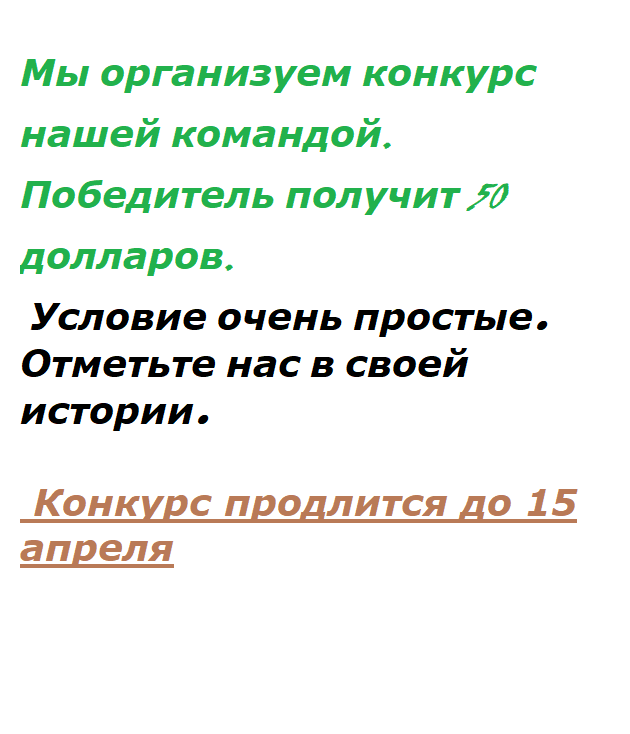 Мы организуем конкурс
нашей командой.
Победитель получит 50
долларов.
Условие очень простые.
Отметьте нас в своей
истории.
Конкурс продлится до 15
апреля